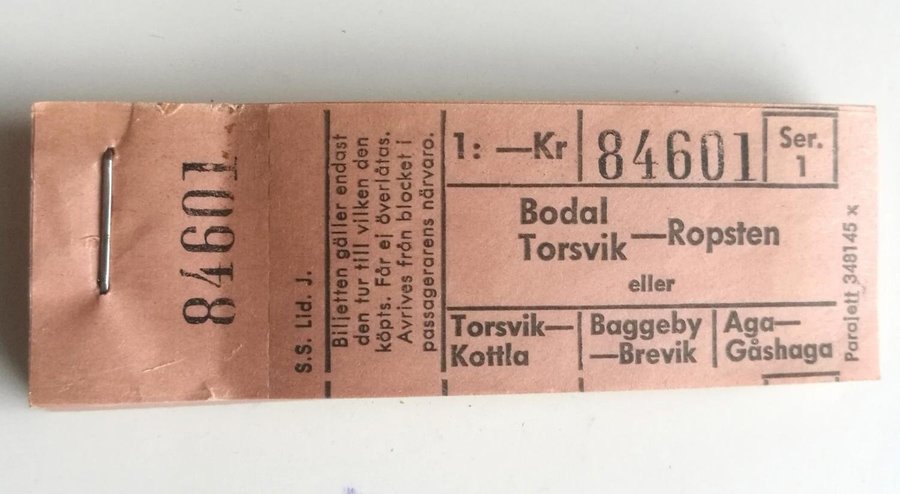 84601
S.S. Lid. J.
Biljetten gäller endast
den tur till vilken den
köpts. Får ej överlåtas.
Avrives från blocket i
passagerarens närvaro.
1: —Kr
84601
Ser.
1
Bodal
Torsvik—Ropsten
eller
Torsvik—
Kottla
Baggeby
—Brevik
Aga—
Gåshaga
Parajett 348145 x